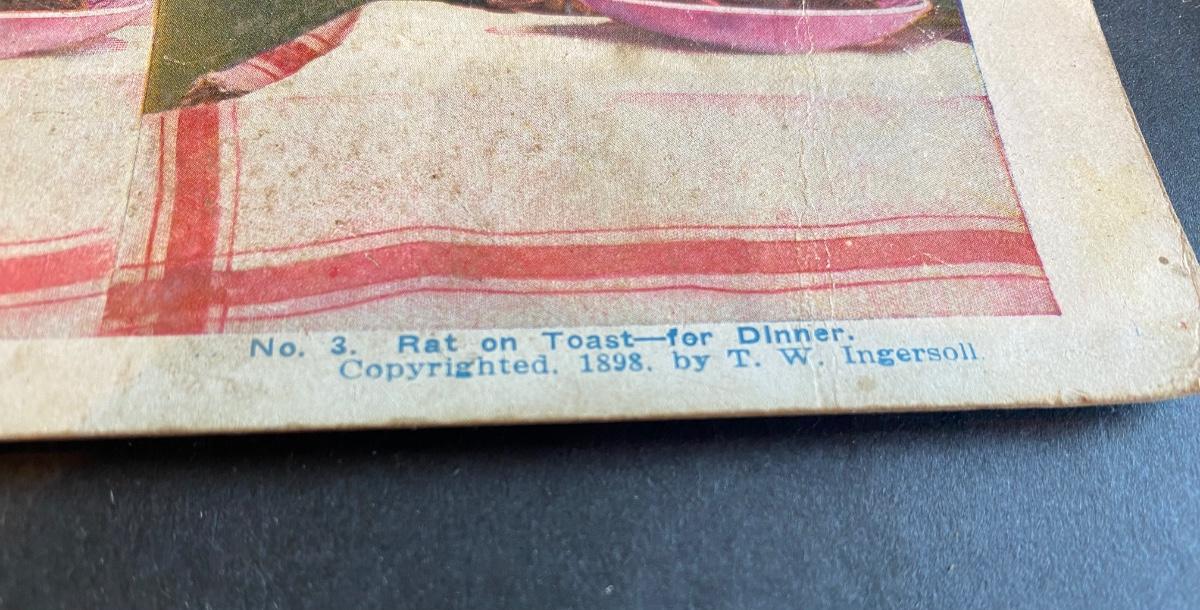 No. 3. Rat on Toast—for Dinner.
Copyrighted, 1898, by T. W. Ingersoll.